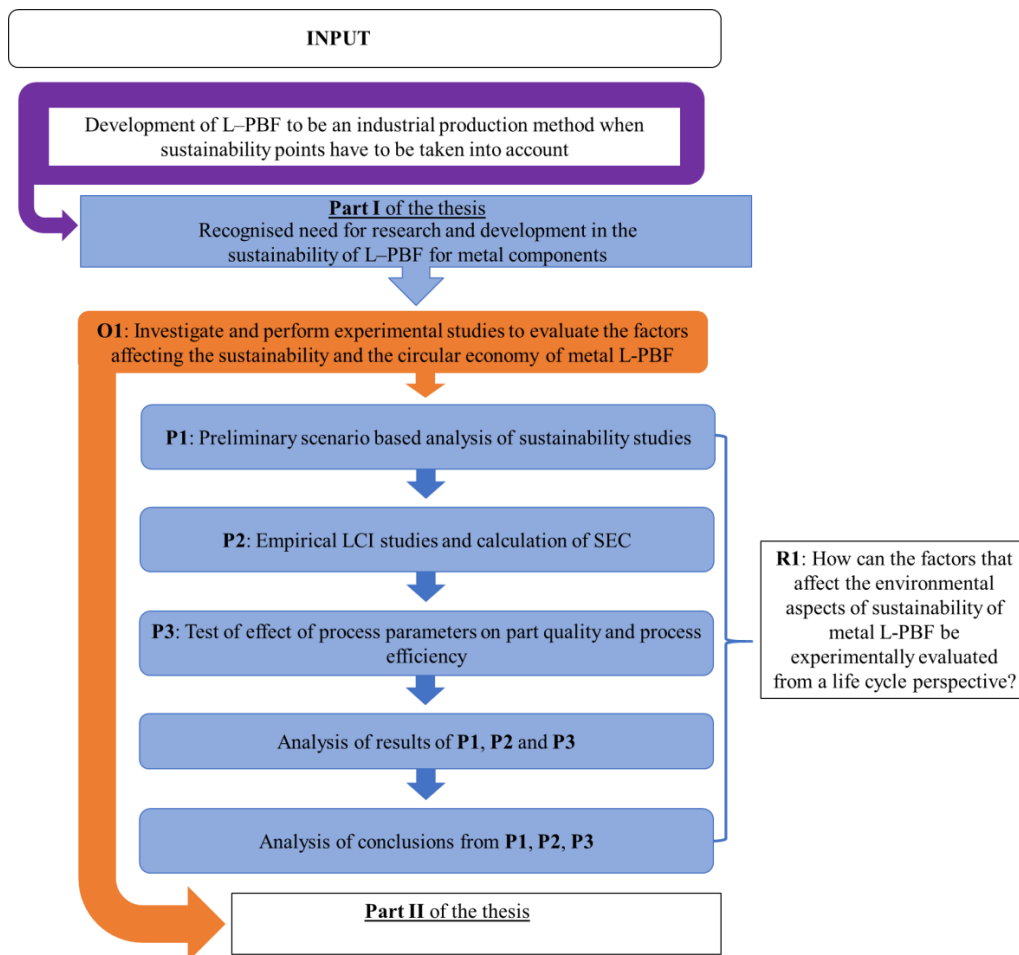 INPUT
Development of L–PBF to be an industrial production method when
sustainability points have to be taken into account
Part I of the thesis
Recognised need for research and development in the
sustainability of L–PBF for metal components
O1: Investigate and perform experimental studies to evaluate the factors
affecting the sustainability and the circular economy of metal L-PBF
P1: Preliminary scenario based analysis of sustainability studies
P2: Empirical LCI studies and calculation of SEC
P3: Test of effect of process parameters on part quality and process
efficiency
Analysis of results of P1, P2 and P3
Analysis of conclusions from P1, P2, P3
R1: How can the factors that
affect the environmental
aspects of sustainability of
metal L-PBF be
experimentally evaluated
from a life cycle perspective?
Part II of the thesis